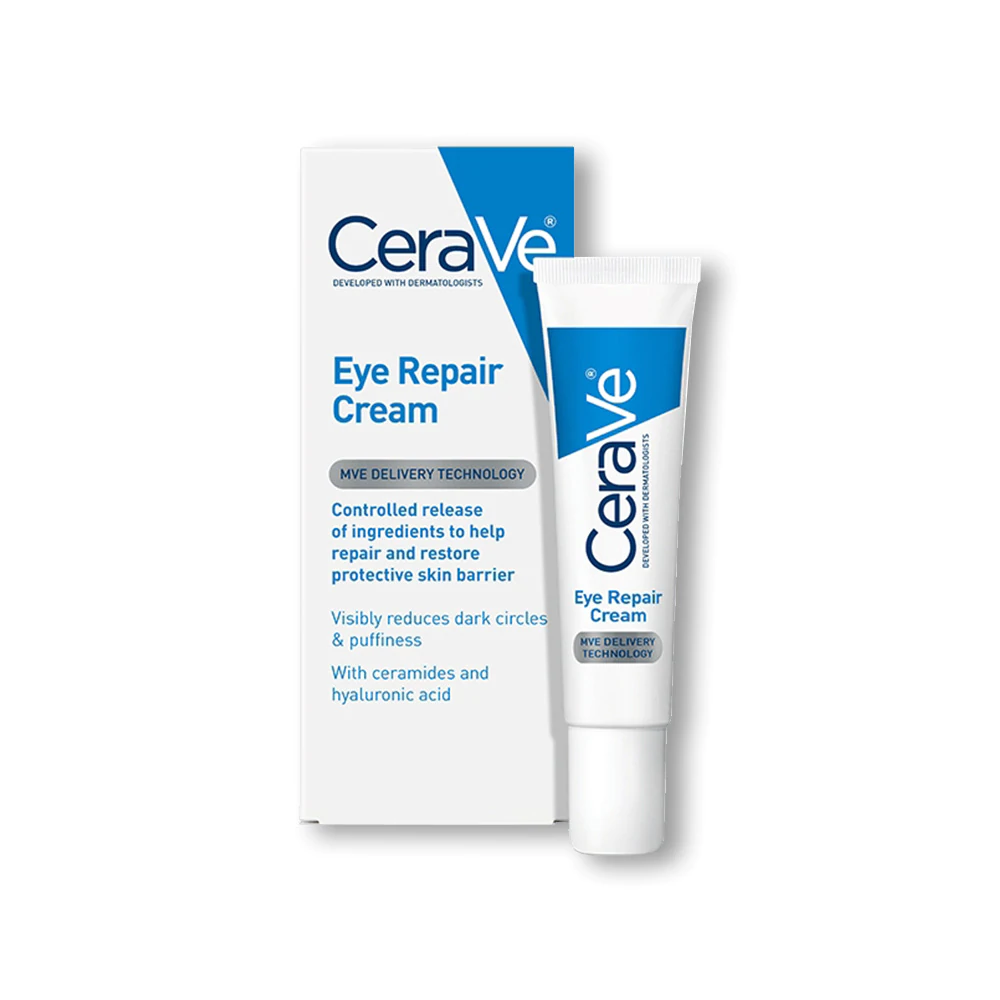 CeraVe®
DEVELOPED WITH DERMATOLOGISTS
Eye Repair
Cream
MVE DELIVERY TECHNOLOGY
Controlled release
of ingredients to help
repair and restore
protective skin barrier
Visibly reduces dark circles
& puffiness
With ceramides and
hyaluronic acid
CeraVe®
DEVELOPED WITH DERMATOLOGISTS
Eye Repair
Cream
MVE DELIVERY
TECHNOLOGY